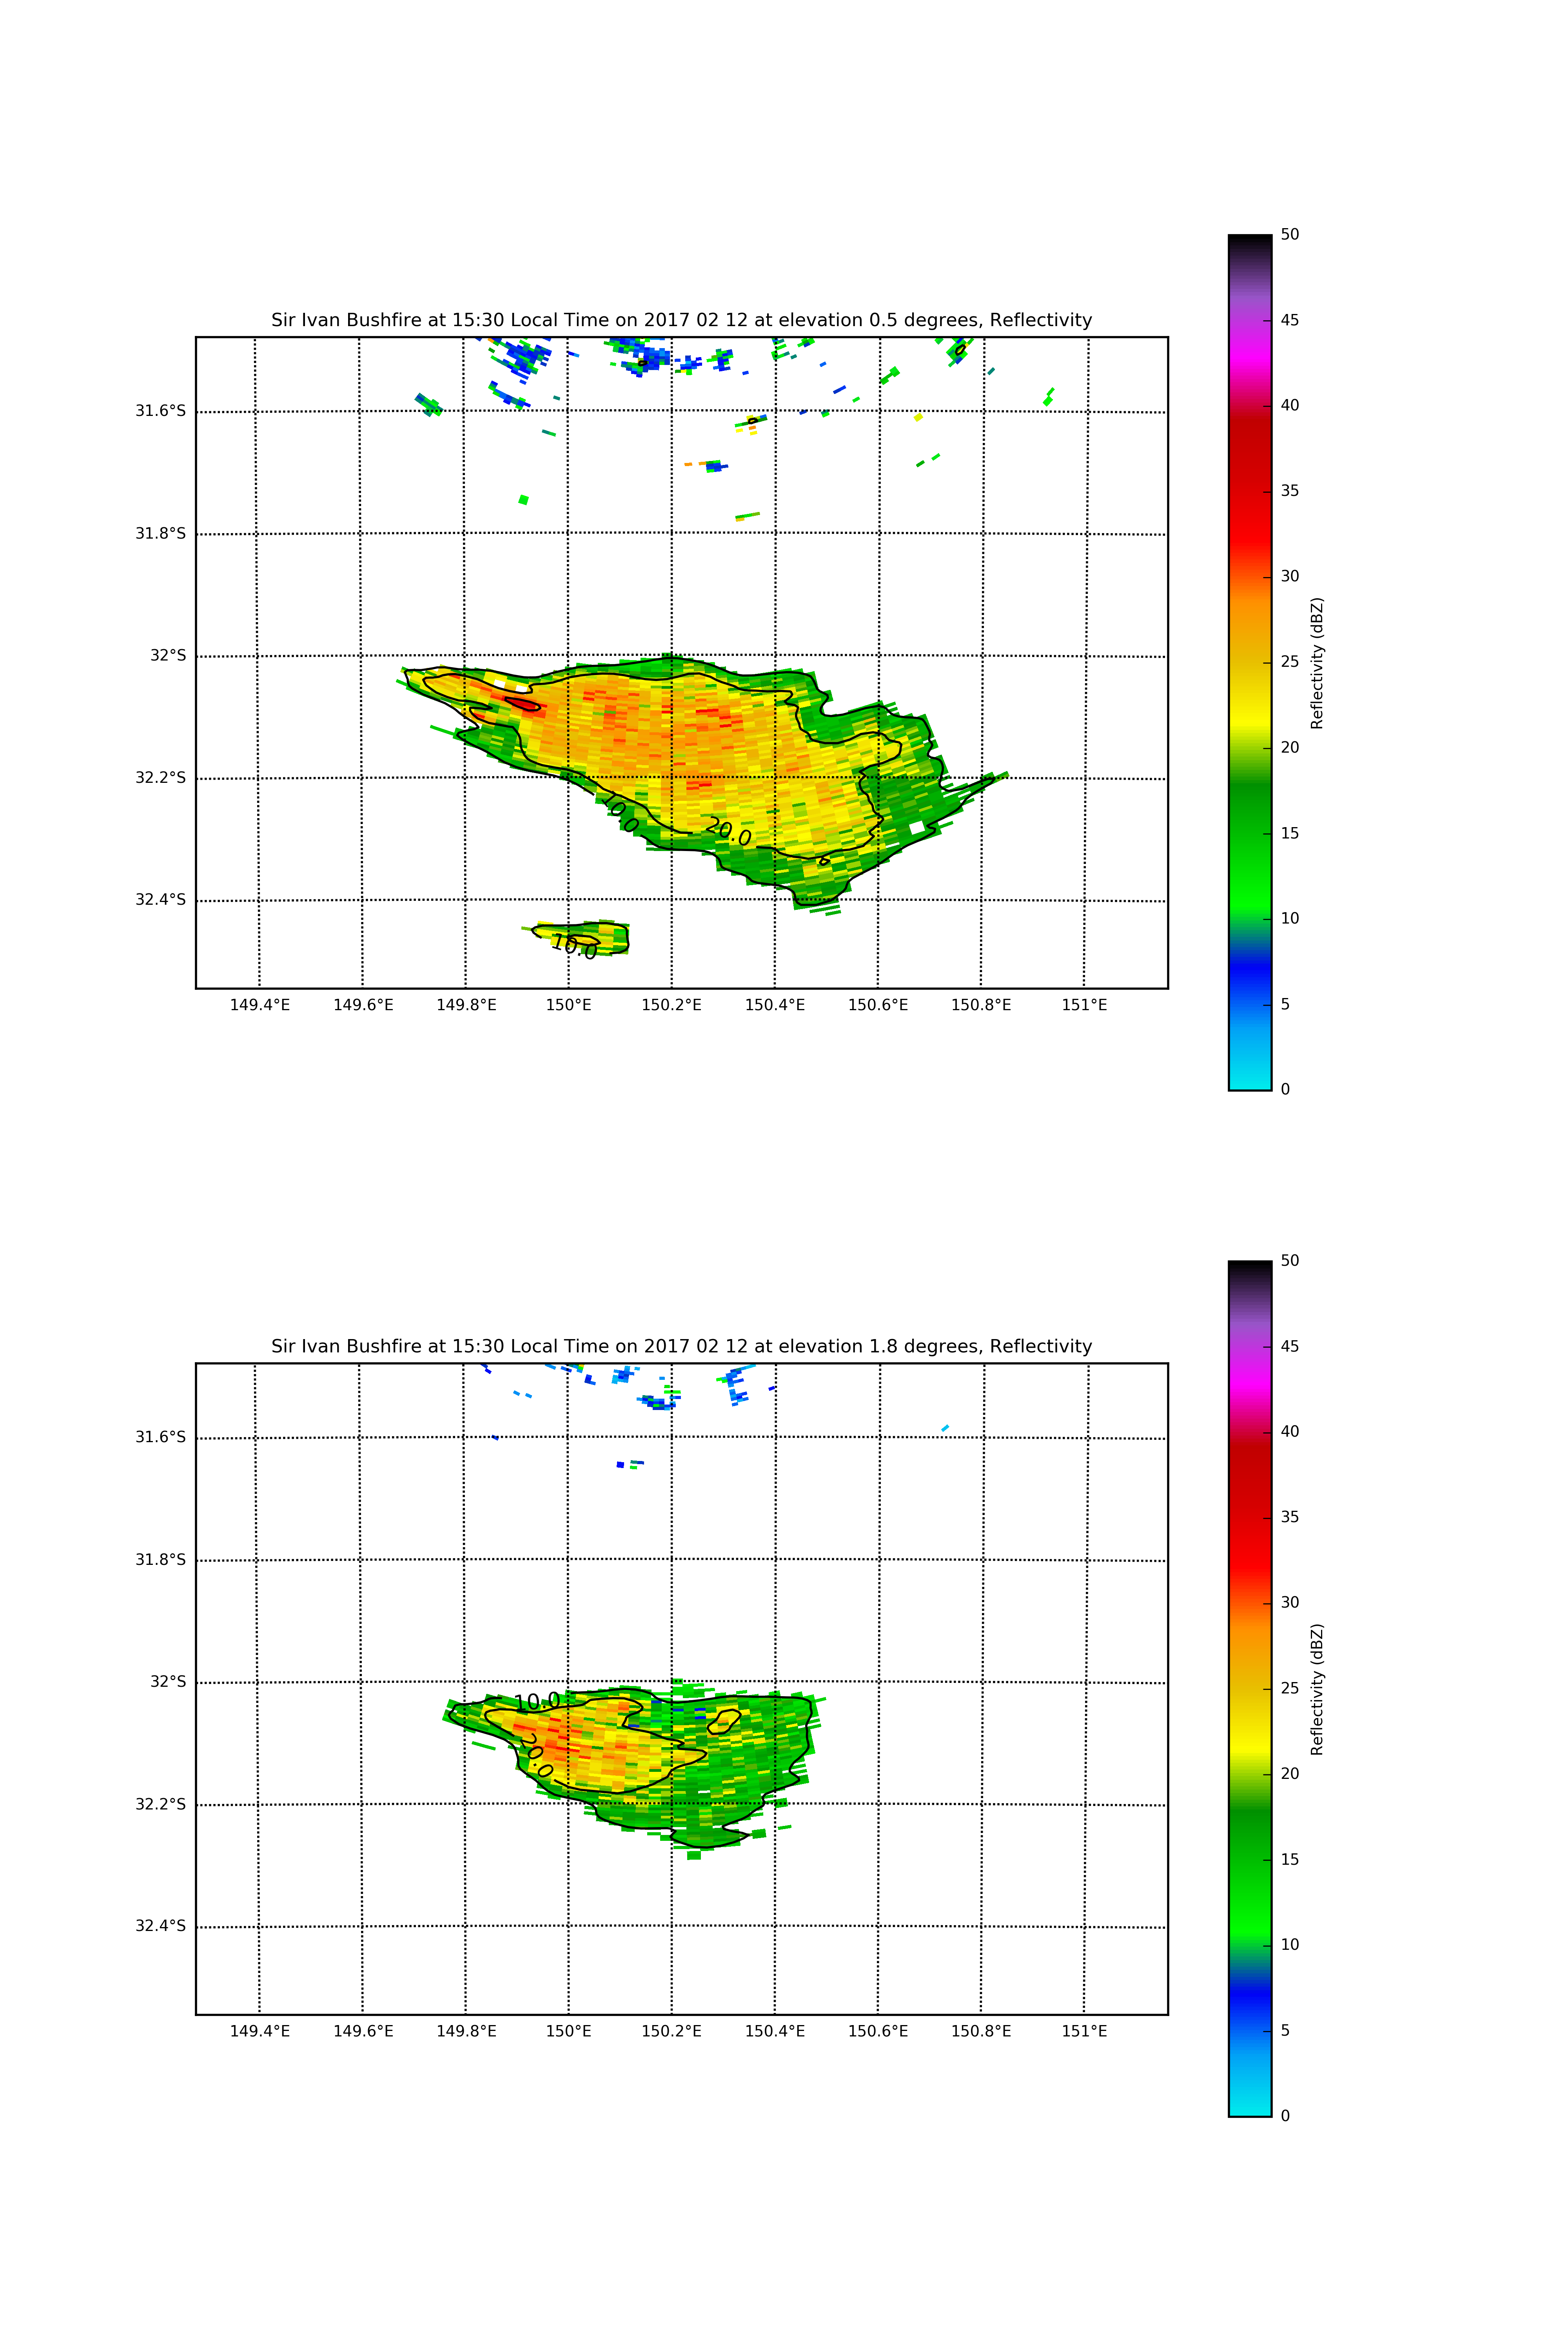 Sir Ivan Bushfire at 15:30 Local Time on 2017 02 12 at elevation 0.5 degrees, Reflectivity
31.6°S
31.8°S
32°S
32.2°S
32.4°S
20.0
10.0
149.4°E 149.6°E 149.8°E 150°E 150.2°E 150.4°E 150.6°E 150.8°E 151°E
50
45
40
35
30
25
20
15
10
5
0
Reflectivity (dBZ)
Sir Ivan Bushfire at 15:30 Local Time on 2017 02 12 at elevation 1.8 degrees, Reflectivity
31.6°S
31.8°S
32°S
32.2°S
32.4°S
10.0
20.0
149.4°E 149.6°E 149.8°E 150°E 150.2°E 150.4°E 150.6°E 150.8°E 151°E
50
45
40
35
30
25
20
15
10
5
0
Reflectivity (dBZ)